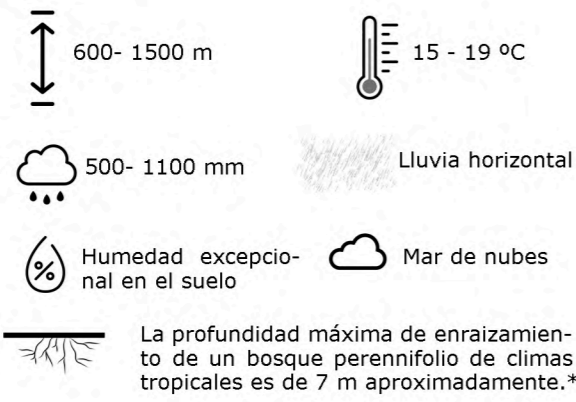 600- 1500 m
15 - 19 ºC
500- 1100 mm
Lluvia horizontal
%
Humedad excepcio-
nal en el suelo
Mar de nubes
La profundidad máxima de enraizamien-
to de un bosque perennifolio de climas
tropicales es de 7 m aproximadamente.*